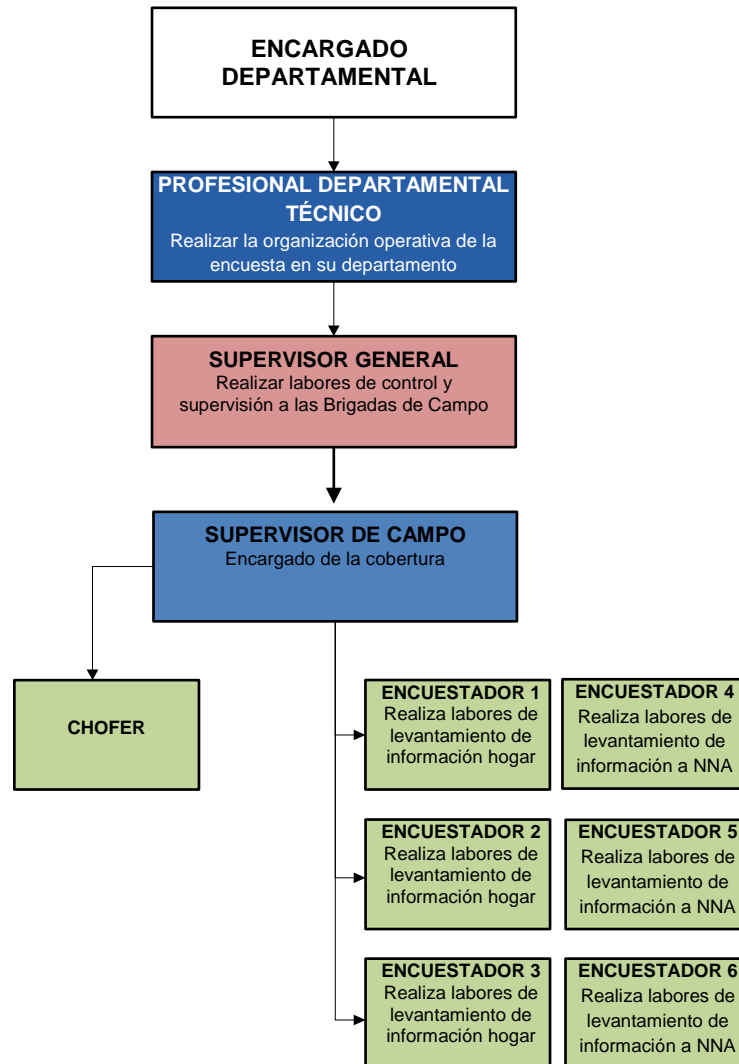 ENCARGADO
DEPARTAMENTAL
PROFESIONAL DEPARTAMENTAL
TÉCNICO
Realizar la organización operativa de la
encuesta en su departamento
SUPERVISOR GENERAL
Realizar labores de control y
supervisión a las Brigadas de Campo
SUPERVISOR DE CAMPO
Encargado de la cobertura
CHOFER
ENCUESTADOR 1
Realiza labores de
levantamiento de
información hogar
ENCUESTADOR 4
Realiza labores de
levantamiento de
información a NNA
ENCUESTADOR 2
Realiza labores de
levantamiento de
información hogar
ENCUESTADOR 5
Realiza labores de
levantamiento de
información a NNA
ENCUESTADOR 3
Realiza labores de
levantamiento de
información hogar
ENCUESTADOR 6
Realiza labores de
levantamiento de
información a NNA